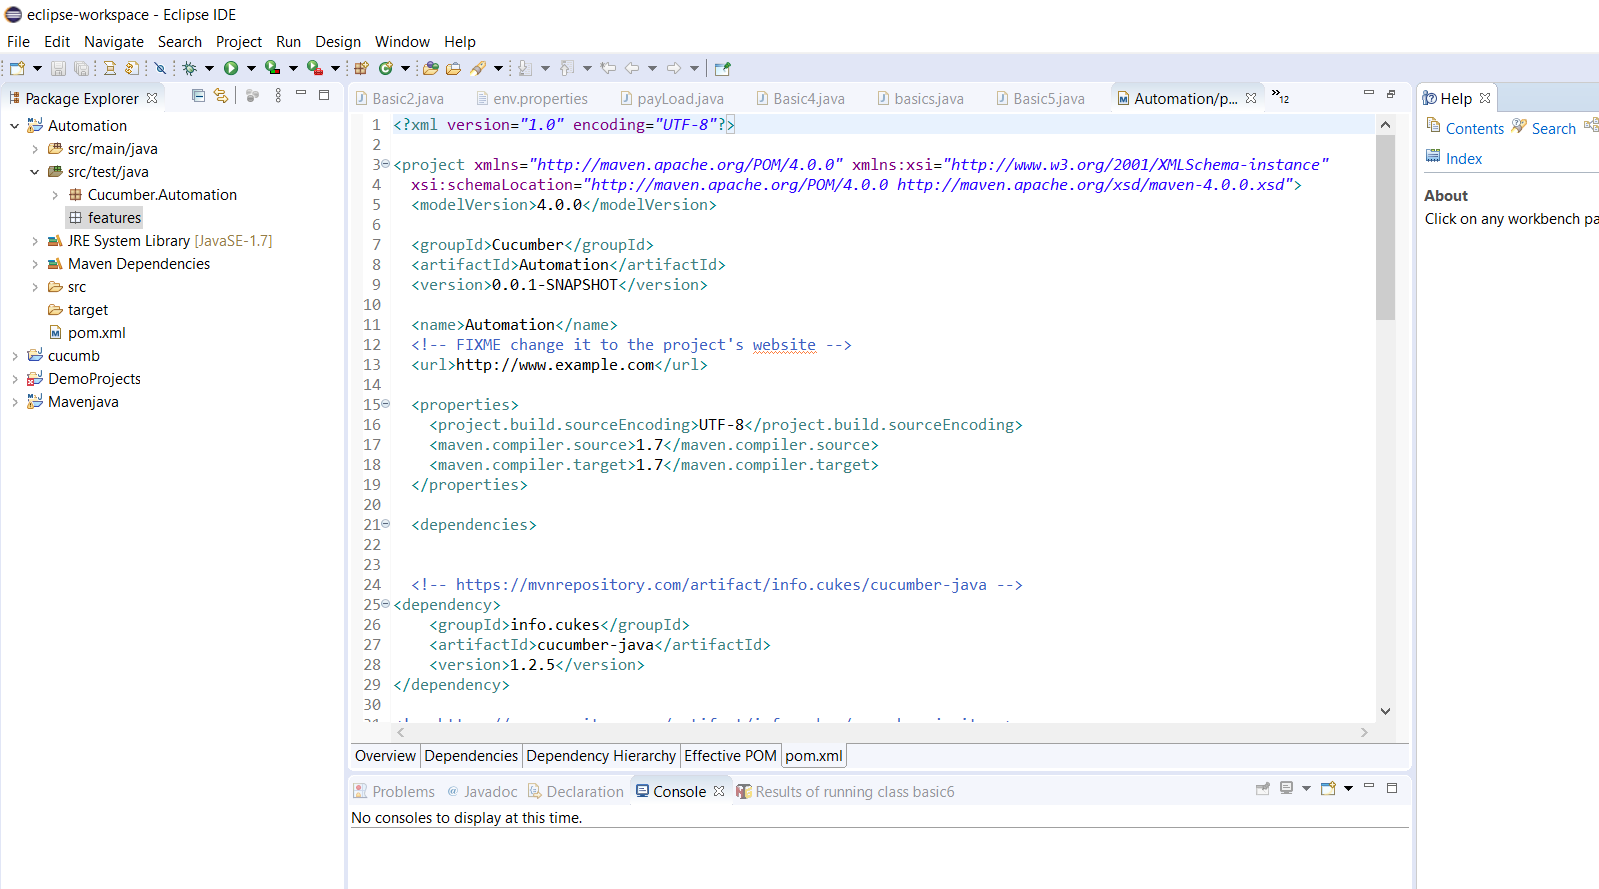 eclipse-workspace - Eclipse IDE
File Edit Navigate Search Project Run Design Window Help
Package Explorer
Automation
src/main/java
src/test/java
Cucumber.Automation
features
JRE System Library [JavaSE-1.7]
Maven Dependencies
src
target
pom.xml
cucumb
DemoProjects
Mavenjava
Basic2.java env.properties payLoad.java Basic4.java basics.java Basic5.java Automation/p... »12
1 <?xml version="1.0" encoding="UTF-8"?>
2
3 <project xmlns="http://maven.apache.org/POM/4.0.0" xmlns:xsi="http://www.w3.org/2001/XMLSchema-instance"
4 xsi:schemaLocation="http://maven.apache.org/POM/4.0.0 http://maven.apache.org/xsd/maven-4.0.0.xsd">
5 <modelVersion>4.0.0</modelVersion>
6
7 <groupId>Cucumber</groupId>
8 <artifactId>Automation</artifactId>
9 <version>0.0.1-SNAPSHOT</version>
10
11 <name>Automation</name>
12 <!-- FIXME change it to the project's website -->
13 <url>http://www.example.com</url>
14
15 <properties>
16 <project.build.sourceEncoding>UTF-8</project.build.sourceEncoding>
17 <maven.compiler.source>1.7</maven.compiler.source>
18 <maven.compiler.target>1.7</maven.compiler.target>
19 </properties>
20
21 <dependencies>
22
23
24 <!-- https://mvnrepository.com/artifact/info.cukes/cucumber-java -->
25 <dependency>
26 <groupId>info.cukes</groupId>
27 <artifactId>cucumber-java</artifactId>
28 <version>1.2.5</version>
29 </dependency>
30
Overview Dependencies Dependency Hierarchy Effective POM pom.xml
Problems @ Javadoc Declaration Console Results of running class basic6
No consoles to display at this time.
Help
Contents Search
Index
About
Click on any workbench pa